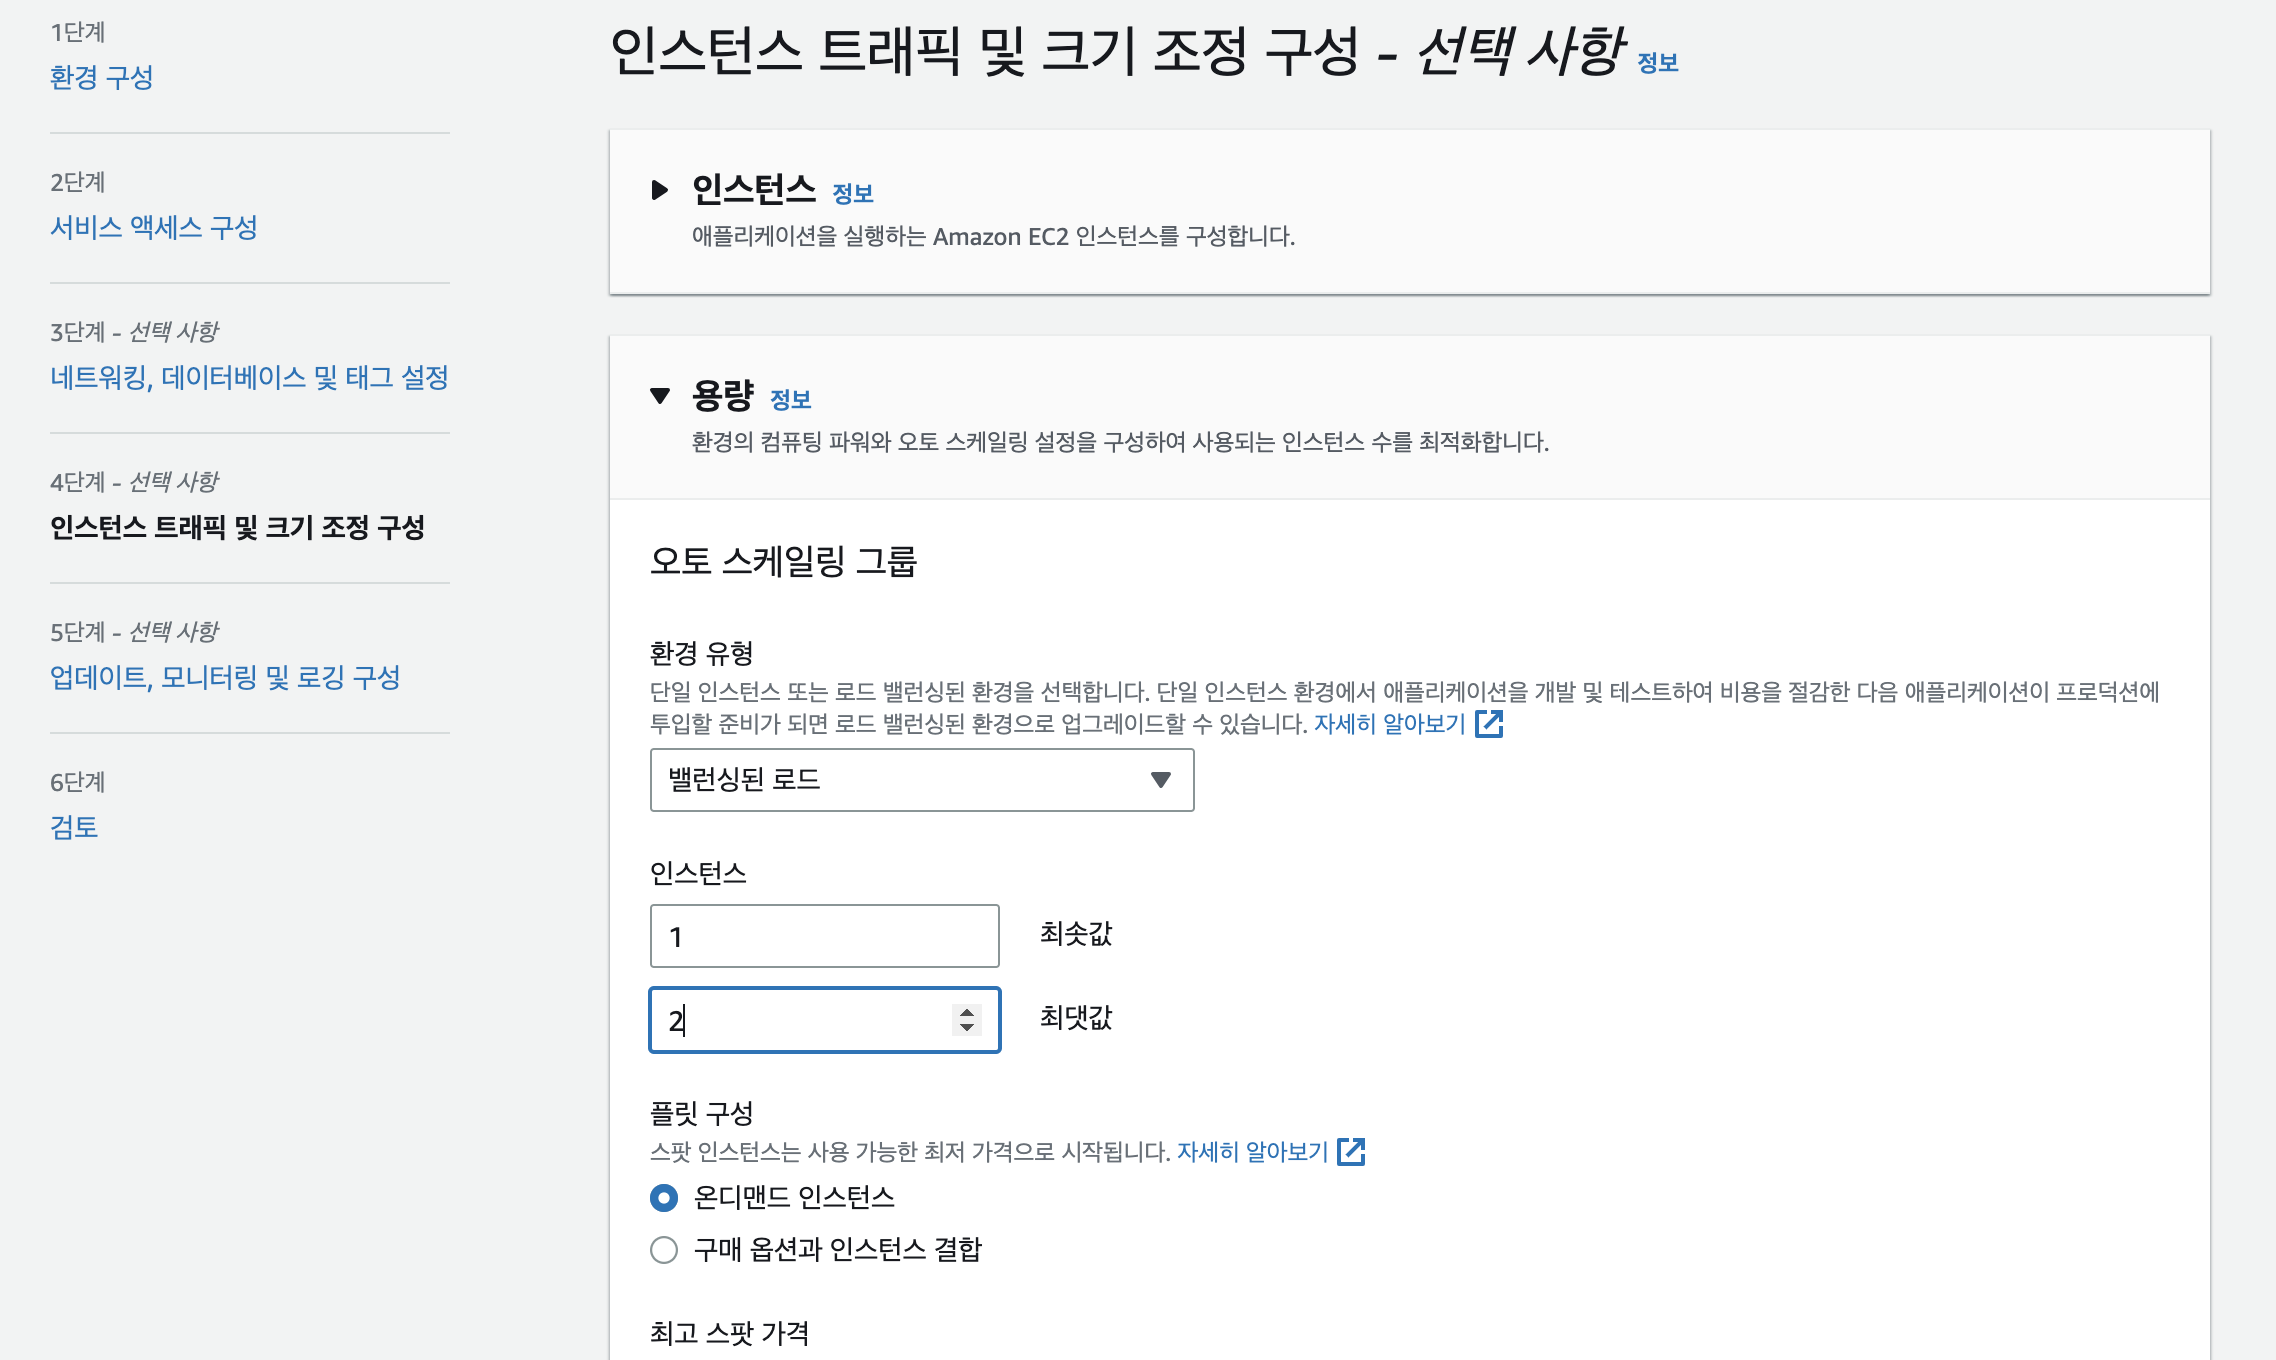 1단계
환경 구성
2단계
서비스 액세스 구성
3단계 - 선택 사항
네트워킹, 데이터베이스 및 태그 설정
4단계 - 선택 사항
인스턴스 트래픽 및 크기 조정 구성
5단계 - 선택 사항
업데이트, 모니터링 및 로깅 구성
6단계
검토
인스턴스 트래픽 및 크기 조정 구성 - 선택 사항 정보
인스턴스 정보
애플리케이션을 실행하는 Amazon EC2 인스턴스를 구성합니다.
용량 정보
환경의 컴퓨팅 파워와 오토 스케일링 설정을 구성하여 사용되는 인스턴스 수를 최적화합니다.
오토 스케일링 그룹
환경 유형
단일 인스턴스 또는 로드 밸런싱된 환경을 선택합니다. 단일 인스턴스 환경에서 애플리케이션을 개발 및 테스트하여 비용을 절감한 다음 애플리케이션이 프로덕션에
투입할 준비가 되면 로드 밸런싱된 환경으로 업그레이드할 수 있습니다. 자세히 알아보기
밸런싱된 로드
인스턴스
1 최솟값
2 최댓값
플릿 구성
스팟 인스턴스는 사용 가능한 최저 가격으로 시작됩니다. 자세히 알아보기
온디맨드 인스턴스
구매 옵션과 인스턴스 결합
최고 스팟 가격